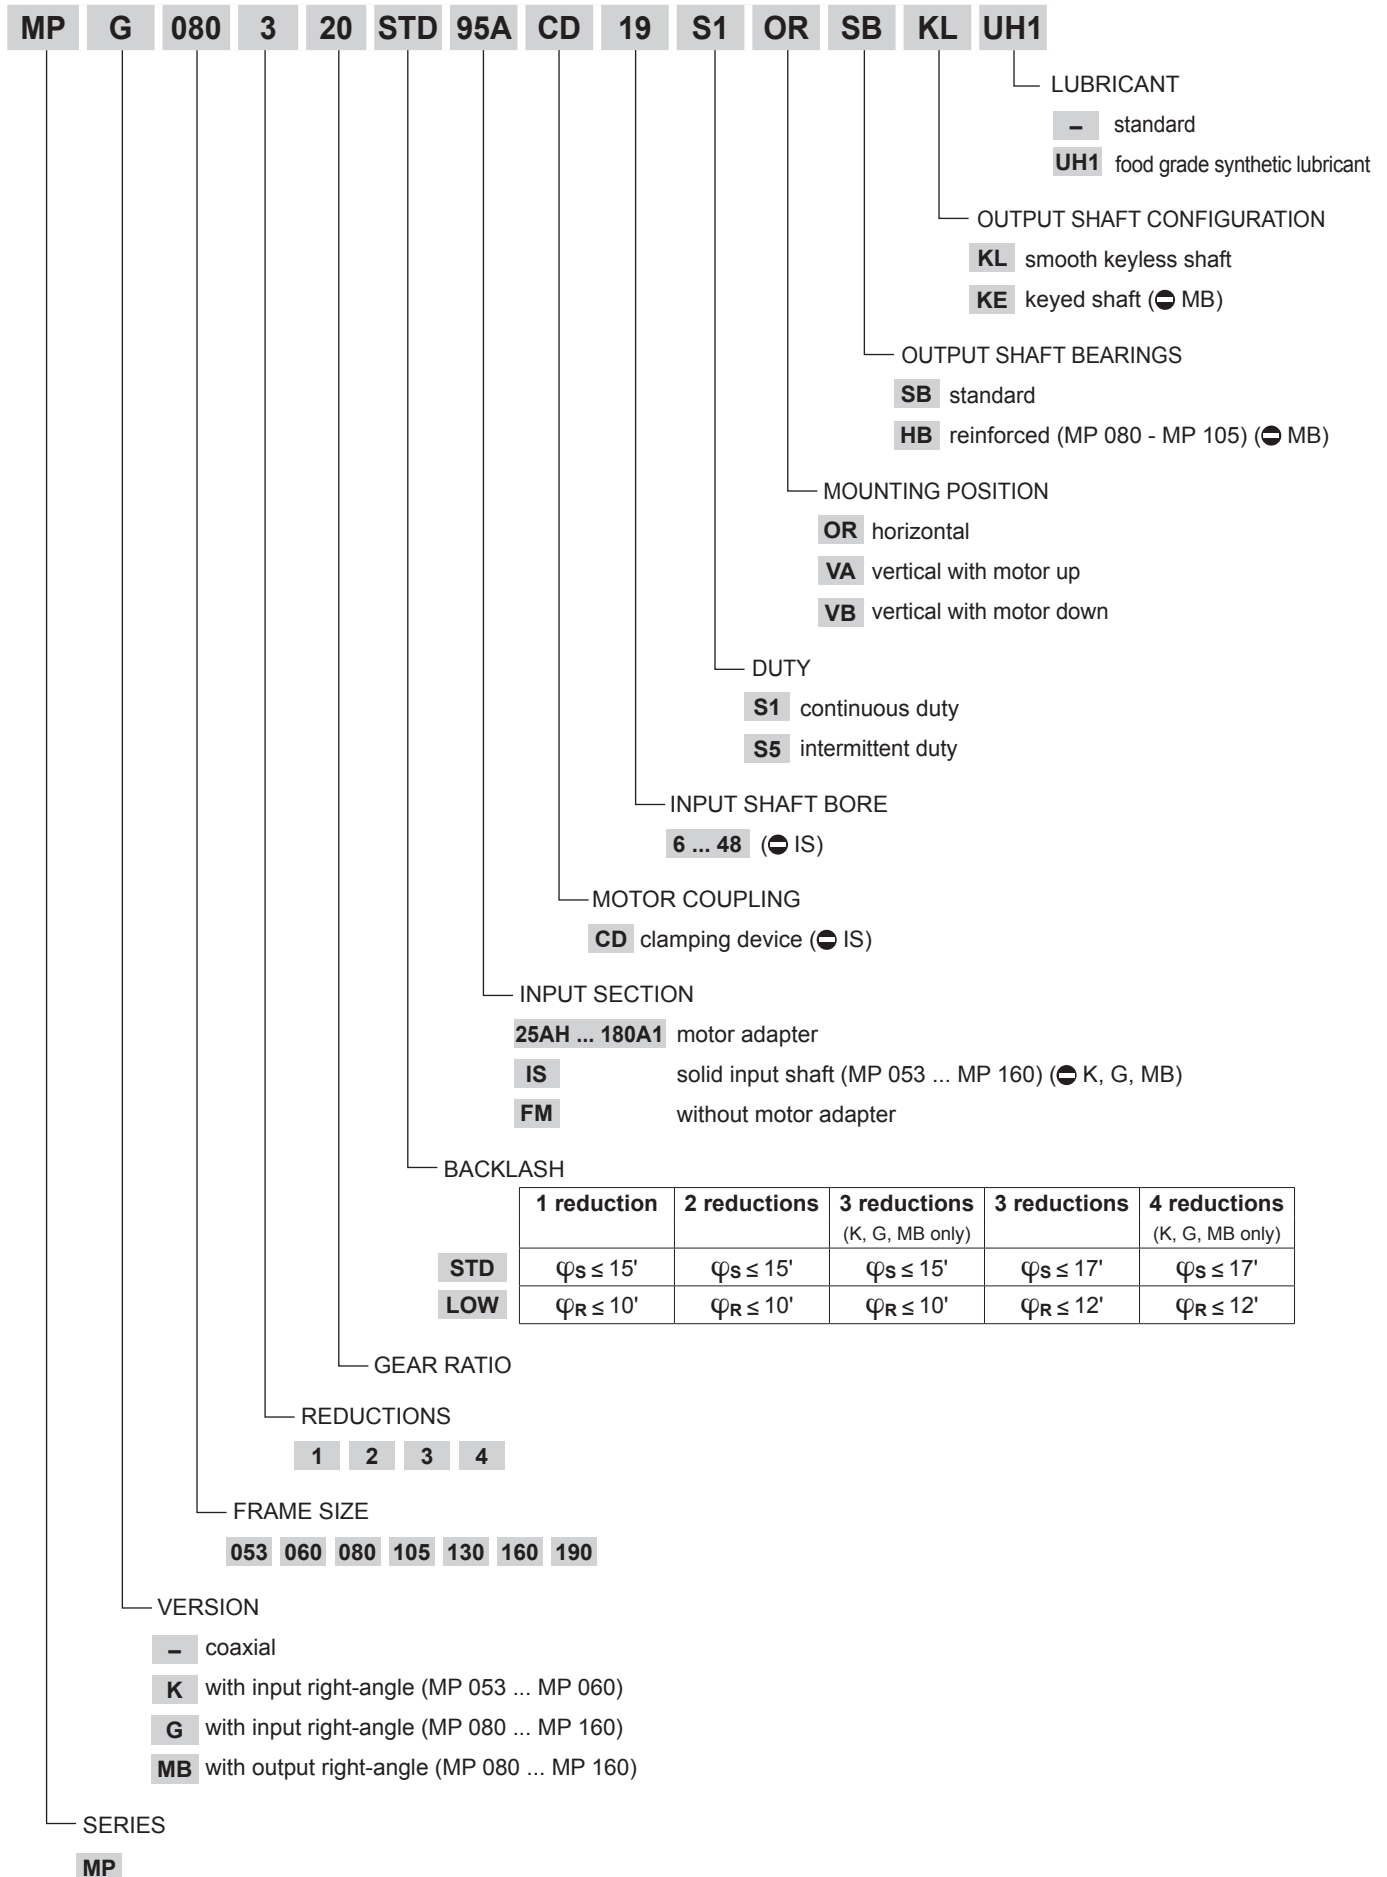 MP G 080 3 20 STD 95A CD 19 S1 OR SB KL UH1
LUBRICANT
– standard
UH1 food grade synthetic lubricant
OUTPUT SHAFT CONFIGURATION
KL smooth keyless shaft
KE keyed shaft (⛔ MB)
OUTPUT SHAFT BEARINGS
SB standard
HB reinforced (MP 080 - MP 105) (⛔ MB)
MOUNTING POSITION
OR horizontal
VA vertical with motor up
VB vertical with motor down
DUTY
S1 continuous duty
S5 intermittent duty
INPUT SHAFT BORE
6 ... 48 (⛔ IS)
MOTOR COUPLING
CD clamping device (⛔ IS)
INPUT SECTION
25AH ... 180A1 motor adapter
IS solid input shaft (MP 053 ... MP 160) (⛔ K, G, MB)
FM without motor adapter
BACKLASH
1 reduction 2 reductions 3 reductions 3 reductions 4 reductions
(K, G, MB only) (K, G, MB only)
STD φS ≤ 15' φS ≤ 15' φS ≤ 15' φS ≤ 17' φS ≤ 17'
LOW φR ≤ 10' φR ≤ 10' φR ≤ 10' φR ≤ 12' φR ≤ 12'
GEAR RATIO
REDUCTIONS
1 2 3 4
FRAME SIZE
053 060 080 105 130 160 190
VERSION
– coaxial
K with input right-angle (MP 053 ... MP 060)
G with input right-angle (MP 080 ... MP 160)
MB with output right-angle (MP 080 ... MP 160)
SERIES
MP